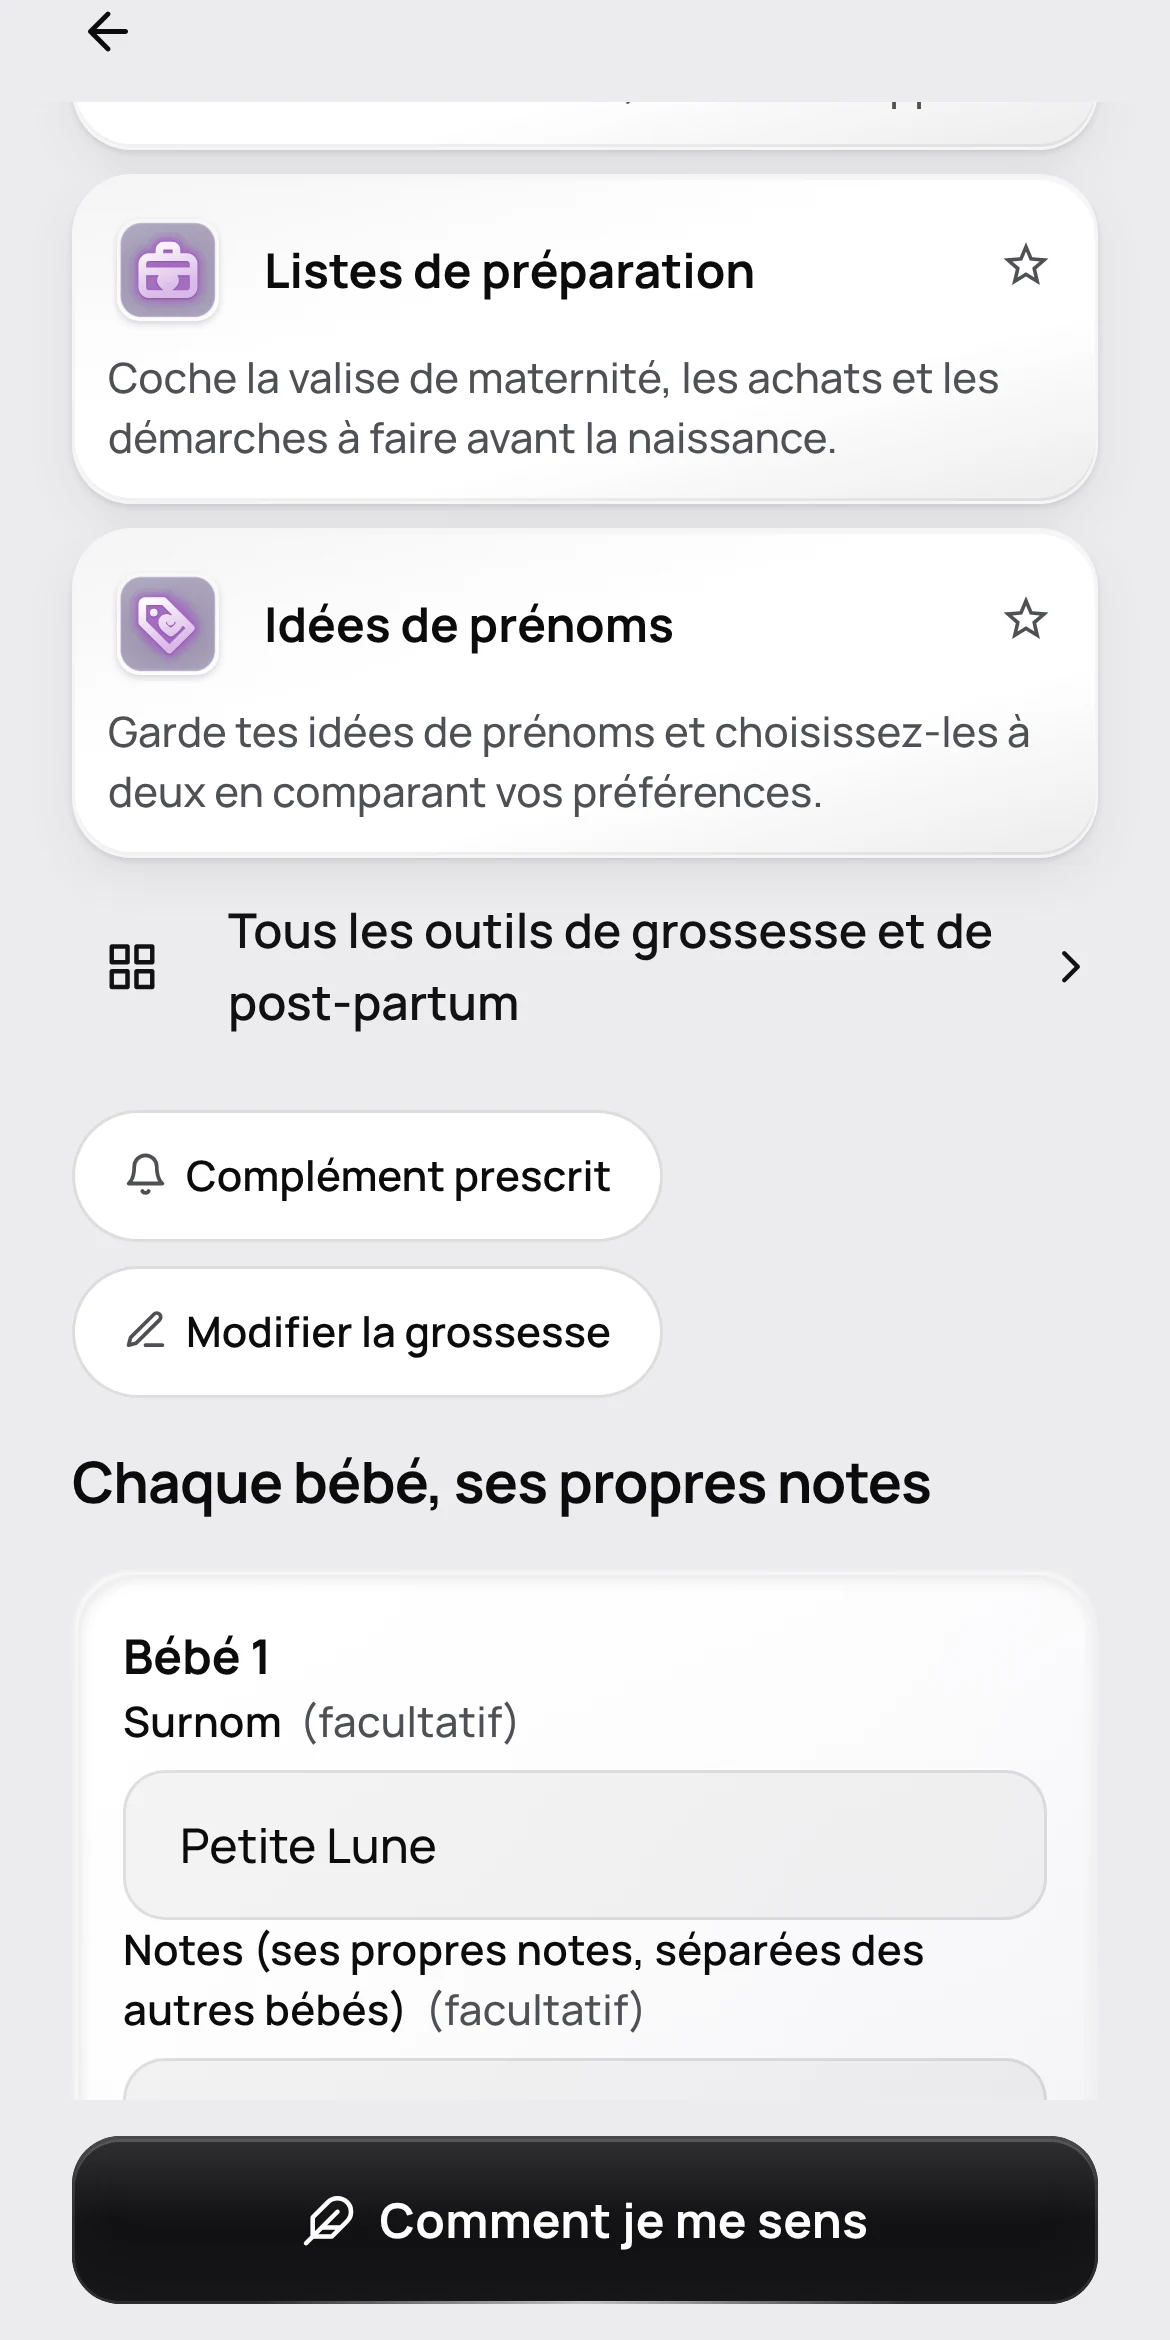 Listes de préparation
Coche la valise de maternité, les achats et les
démarches à faire avant la naissance.
Idées de prénoms
Garde tes idées de prénoms et choisissez-les à
deux en comparant vos préférences.
Tous les outils de grossesse et de
post-partum
Complément prescrit
Modifier la grossesse
Chaque bébé, ses propres notes
Bébé 1
Surnom (facultatif)
Petite Lune
Notes (ses propres notes, séparées des
autres bébés) (facultatif)
Comment je me sens